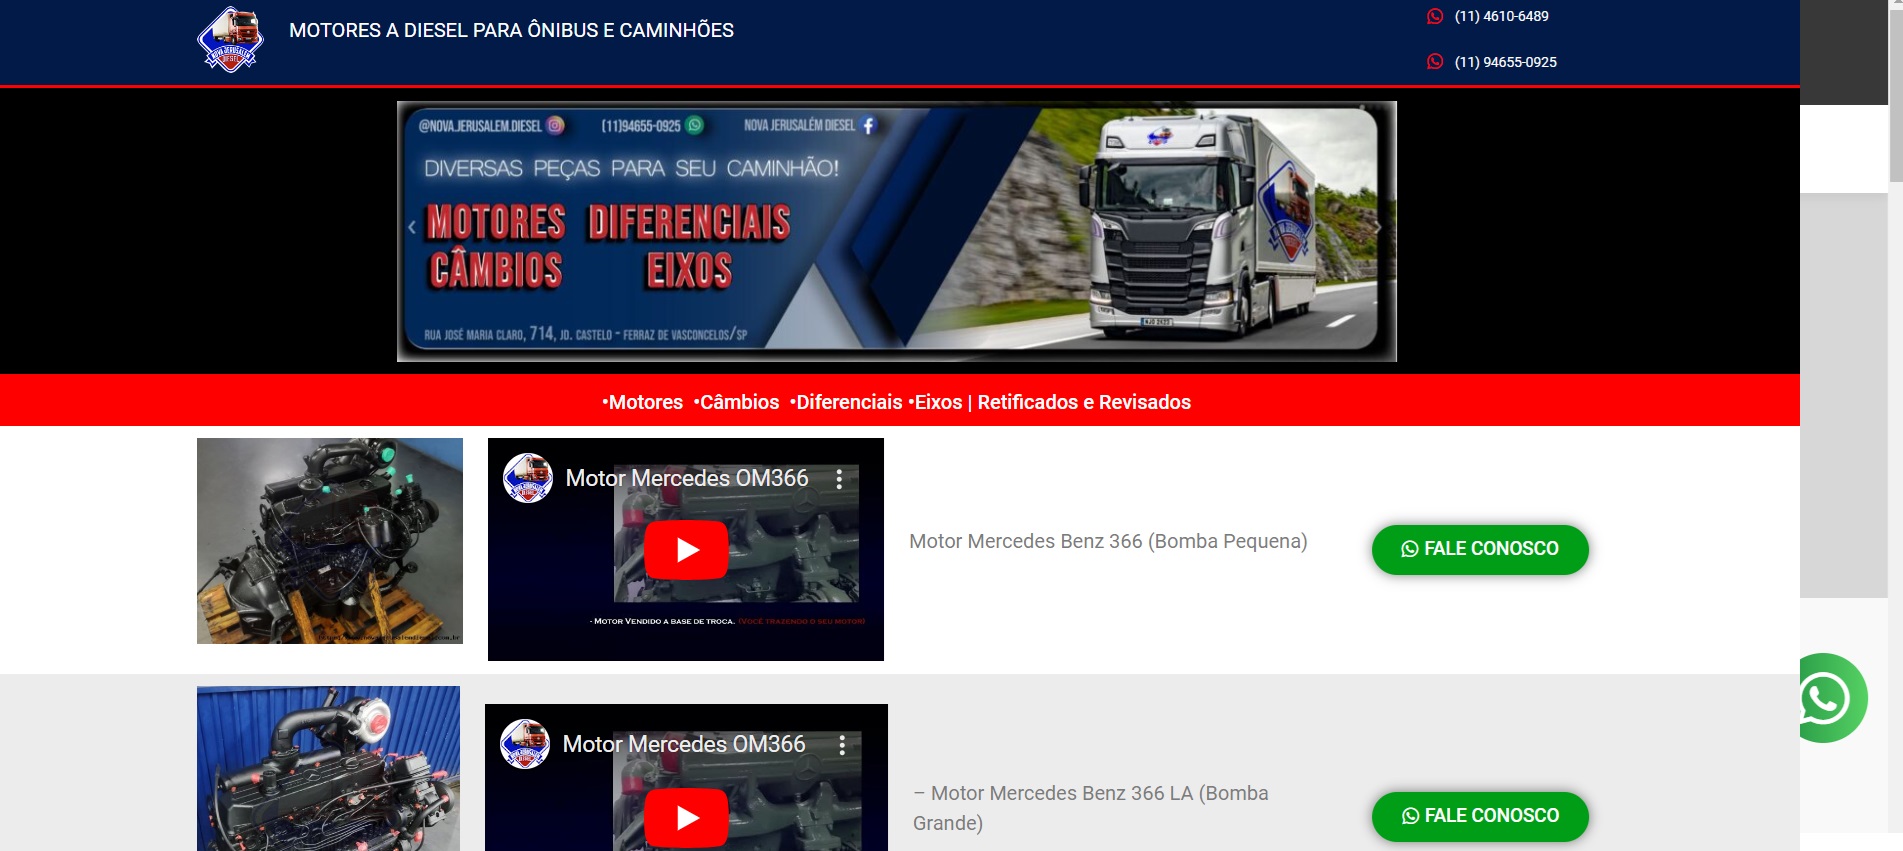 MOTORES A DIESEL PARA ÔNIBUS E CAMINHÕES
(11) 4610-6489
(11) 94655-0925
NOVA JERUSALEM
DIESEL
@NOVA.JERUSALEM.DIESEL
(11)94655-0925
NOVA JERUSALÉM DIESEL
DIVERSAS PEÇAS PARA SEU CAMINHÃO!
MOTORES DIFERENCIAIS
CÂMBIOS EIXOS
RUA JOSÉ MARIA CLARO, 714, JD. CASTELO - FERRAZ DE VASCONCELOS/SP
•Motores •Câmbios •Diferenciais •Eixos | Retificados e Revisados
Motor Mercedes OM366
- MOTOR VENDIDO A BASE DE TROCA. (VOCÊ TRAZENDO O SEU MOTOR)
Motor Mercedes Benz 366 (Bomba Pequena)
FALE CONOSCO
Motor Mercedes OM366
– Motor Mercedes Benz 366 LA (Bomba
Grande)
FALE CONOSCO